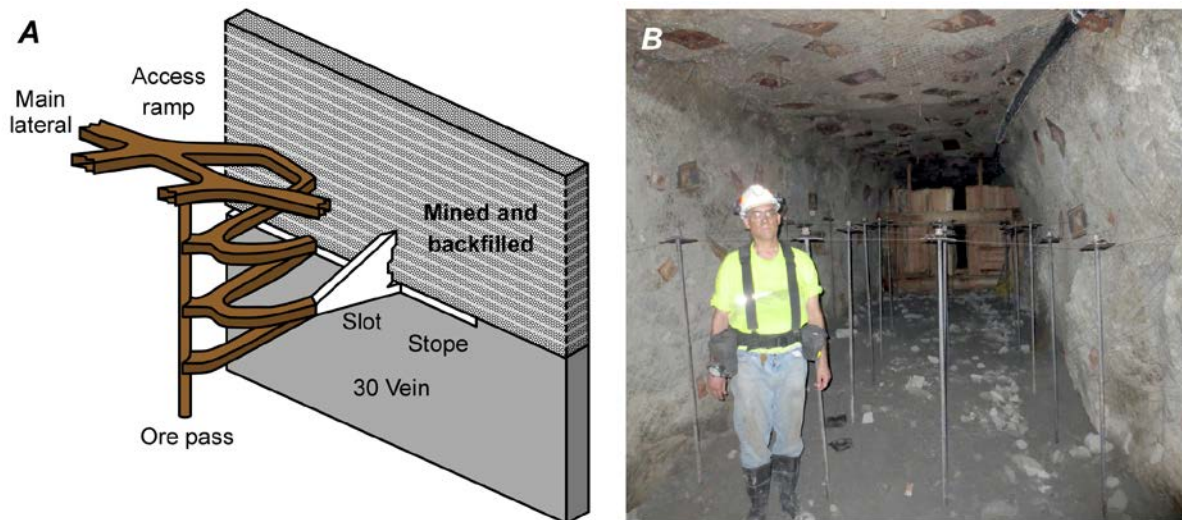 A
Access
ramp
Main
lateral
Mined and
backfilled
Slot
Stope
30 Vein
Ore pass
B